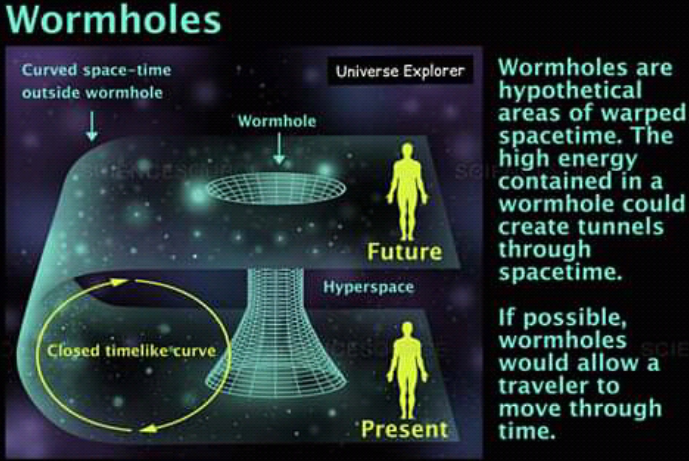 Wormholes
Curved space-time
outside wormhole
Universe Explorer
Wormhole
Future
Hyperspace
Closed timelike curve
Present
Wormholes are
hypothetical
areas of warped
spacetime. The
high energy
contained in a
wormhole could
create tunnels
through
spacetime.
If possible,
wormholes
would allow a
traveler to
move through
time.